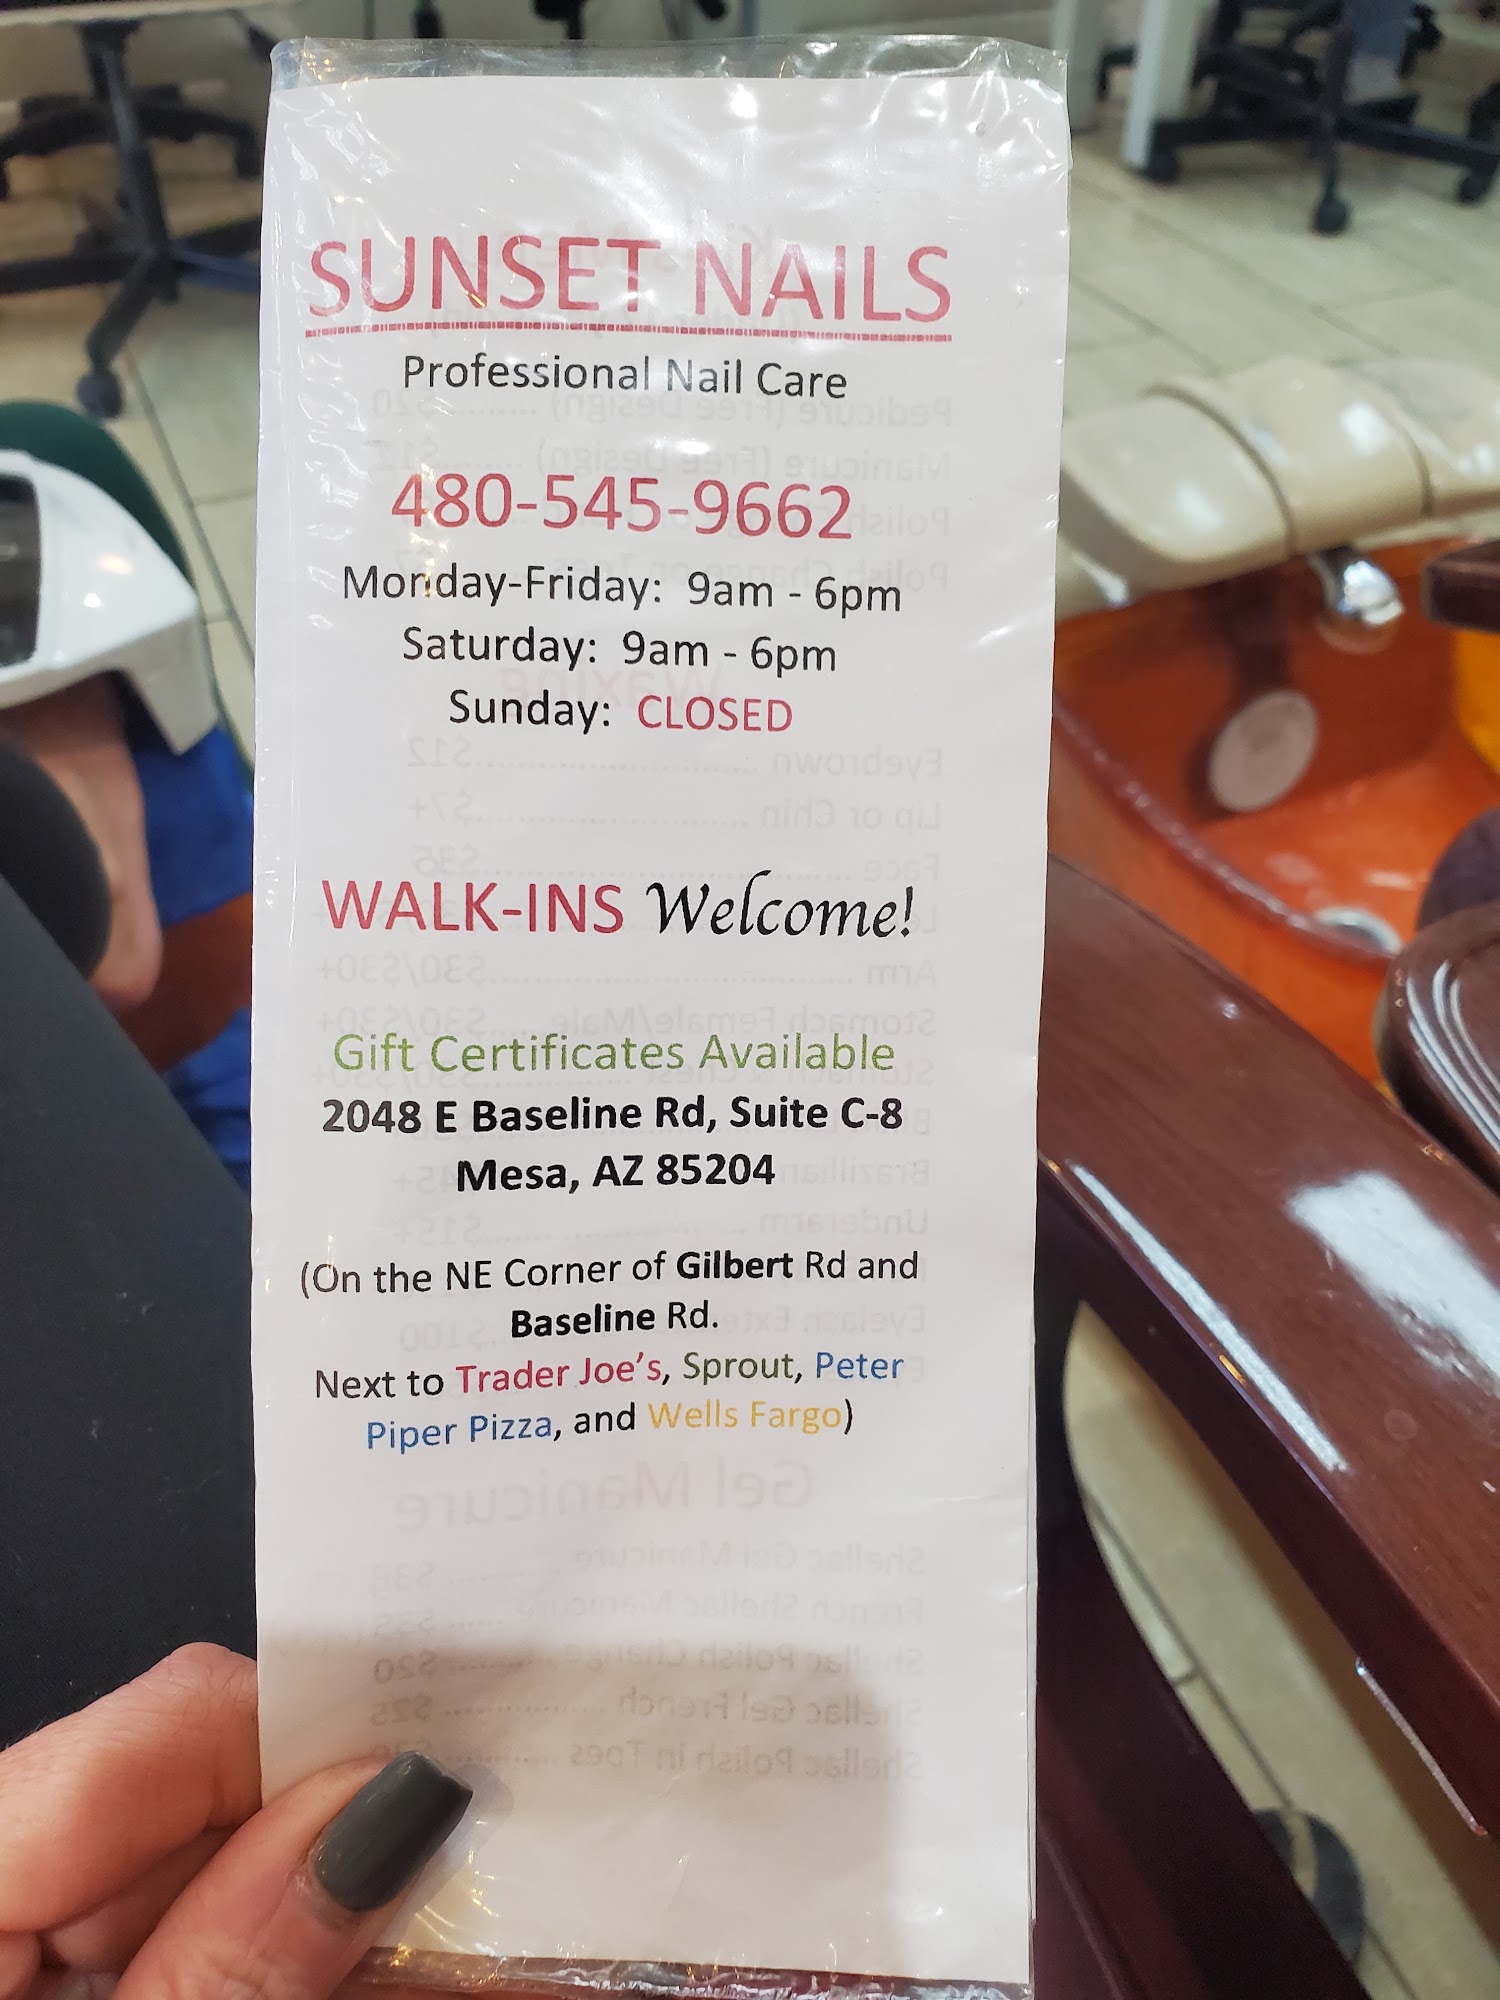 SUNSET NAILS
Professional Nail Care
480-545-9662
Monday-Friday: 9am - 6pm
Saturday: 9am - 6pm
Sunday: CLOSED
WALK-INS Welcome!
Gift Certificates Available
2048 E Baseline Rd, Suite C-8
Mesa, AZ 85204
(On the NE Corner of Gilbert Rd and
Baseline Rd.
Next to Trader Joe's, Sprout, Peter
Piper Pizza, and Wells Fargo)